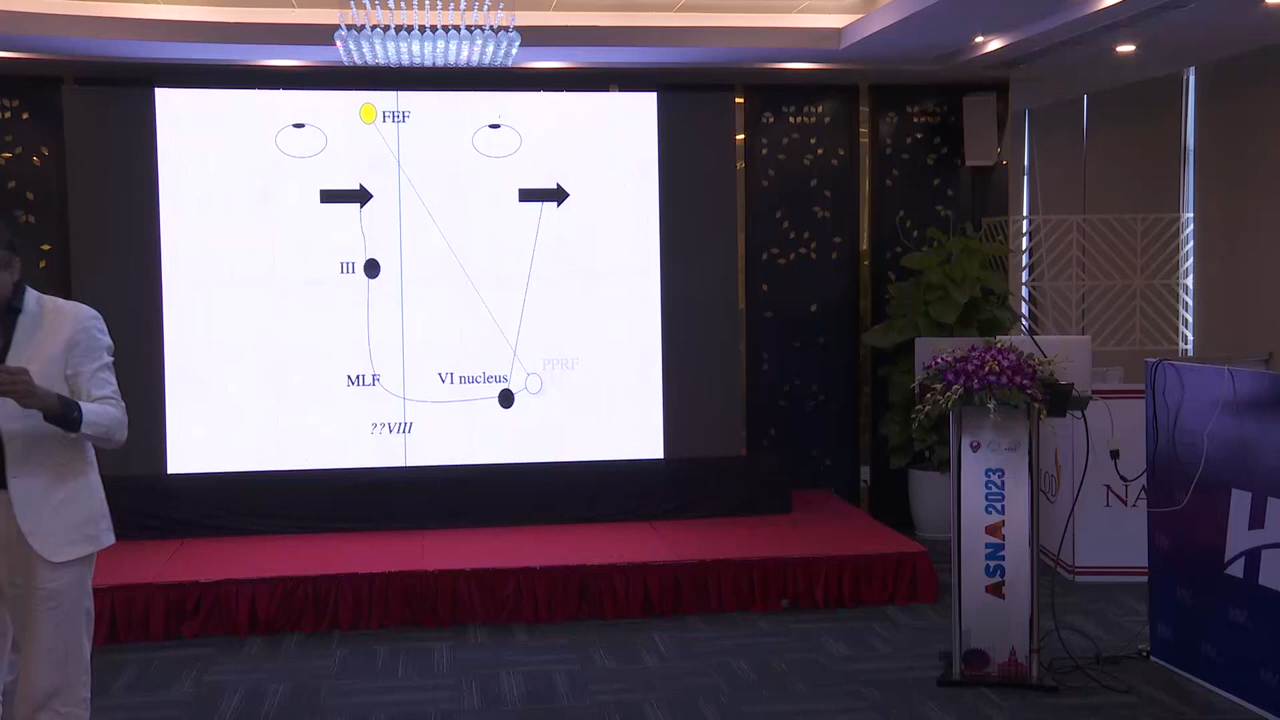 FEF
III
PPRF
MLF
VI nucleus
??VIII
ASNA 2023
NA